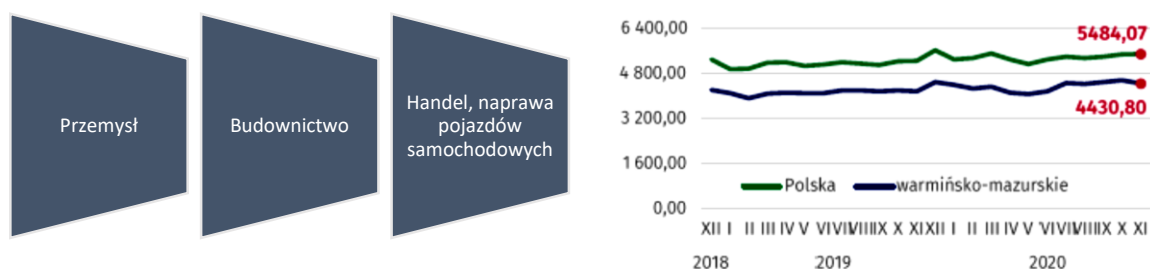 Przemysł
Budownictwo
Handel, naprawa
pojazdów
samochodowych
6 400,00
4 800,00
3 200,00
1 600,00
0,00
5484,07
4430,80
Polska
warmińsko-mazurskie
XII I II III IV V VI VII VIII IX X XI XII I II III IV V VI VII VIII IX X XI
2018 2019 2020